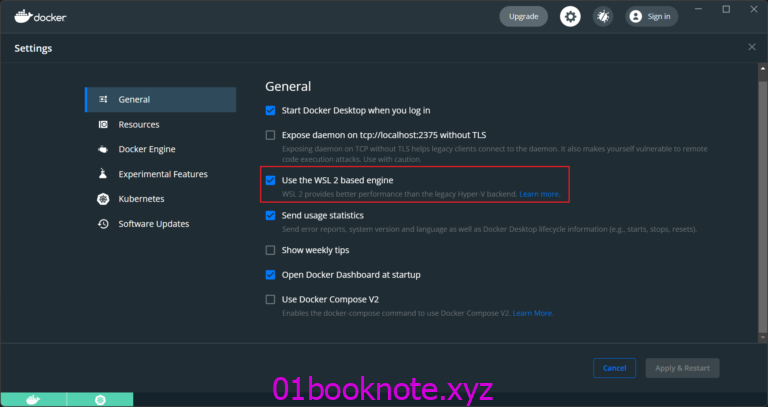 docker
Upgrade
Sign in
Settings
General
Resources
Docker Engine
Experimental Features
Kubernetes
Software Updates
General
Start Docker Desktop when you log in
Expose daemon on tcp://localhost:2375 without TLS
Exposing daemon on TCP without TLS helps legacy clients connect to the daemon. It also makes yourself vulnerable to remote
code execution attacks. Use with caution.
Use the WSL 2 based engine
WSL 2 provides better performance than the legacy Hyper-V backend. Learn more.
Send usage statistics
Send error reports, system version and language as well as Docker Desktop lifecycle information (e.g., starts, stops, resets).
Show weekly tips
Open Docker Dashboard at startup
Use Docker Compose V2
Enables the docker-compose command to use Docker Compose V2. Learn More.
Cancel
Apply & Restart
01booknote.xyz